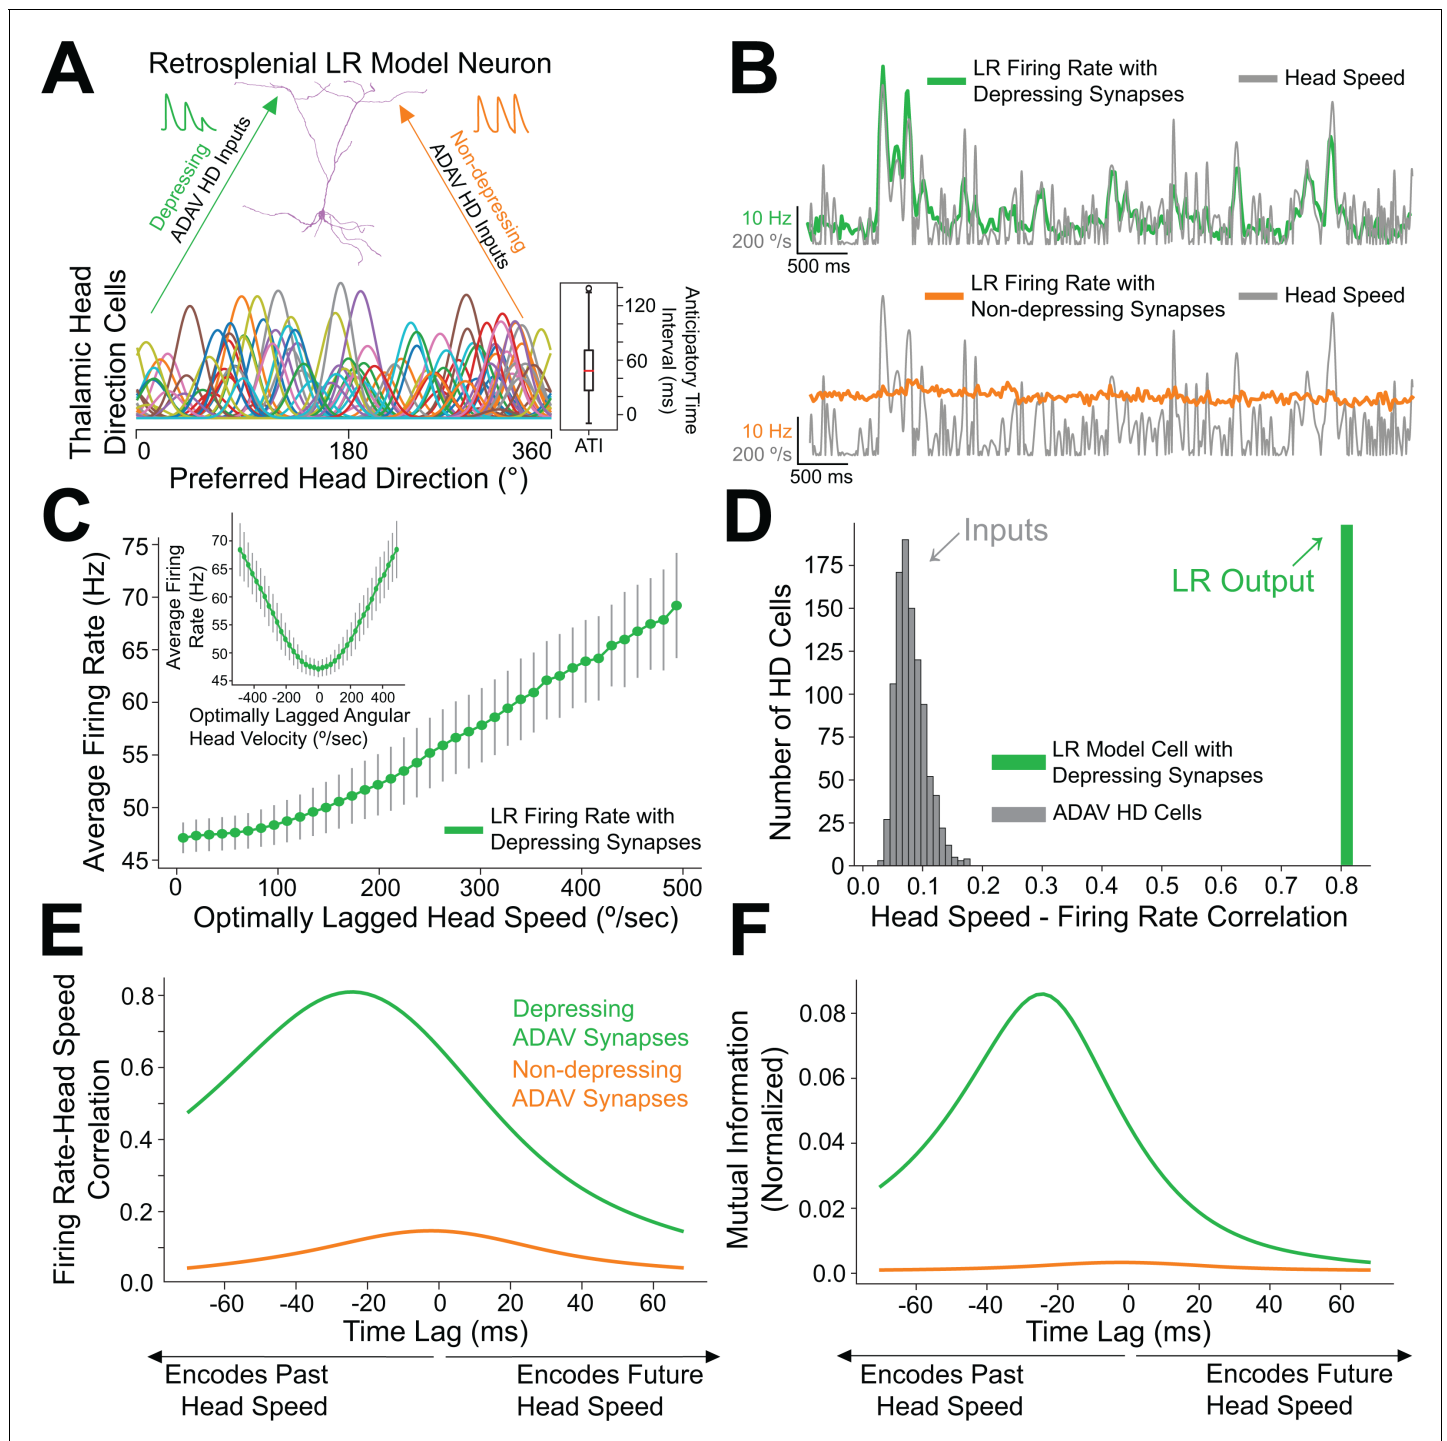 A
Retrosplenial LR Model Neuron
Depressing
ADAV HD Inputs
Non-depressing
ADAV HD Inputs
Thalamic Head
Direction Cells
0
180
360
Preferred Head Direction (°)
120
60
0
ATI
Anticipatory Time
Interval (ms)
B
LR Firing Rate with
Depressing Synapses
Head Speed
10 Hz
200 º/s
500 ms
LR Firing Rate with
Non-depressing Synapses
Head Speed
10 Hz
200 º/s
500 ms
C
Average Firing Rate (Hz)
75
70
65
60
55
50
45
0
100
200
300
400
500
Optimally Lagged Head Speed (º/sec)
LR Firing Rate with
Depressing Synapses
Average Firing
Rate (Hz)
70
65
60
55
50
45
-400
-200
0
200
400
Optimally Lagged Angular
Head Velocity (º/sec)
D
Number of HD Cells
175
150
125
100
75
50
25
0
0.0
0.1
0.2
0.3
0.4
0.5
0.6
0.7
0.8
Head Speed - Firing Rate Correlation
Inputs
LR Output
LR Model Cell with
Depressing Synapses
ADAV HD Cells
E
Firing Rate-Head Speed
Correlation
0.8
0.6
0.4
0.2
0.0
-60
-40
-20
0
20
40
60
Time Lag (ms)
Depressing
ADAV Synapses
Non-depressing
ADAV Synapses
Encodes Past
Head Speed
Encodes Future
Head Speed
F
Mutual Information
(Normalized)
0.08
0.06
0.04
0.02
0.0
-60
-40
-20
0
20
40
60
Time Lag (ms)
Encodes Past
Head Speed
Encodes Future
Head Speed